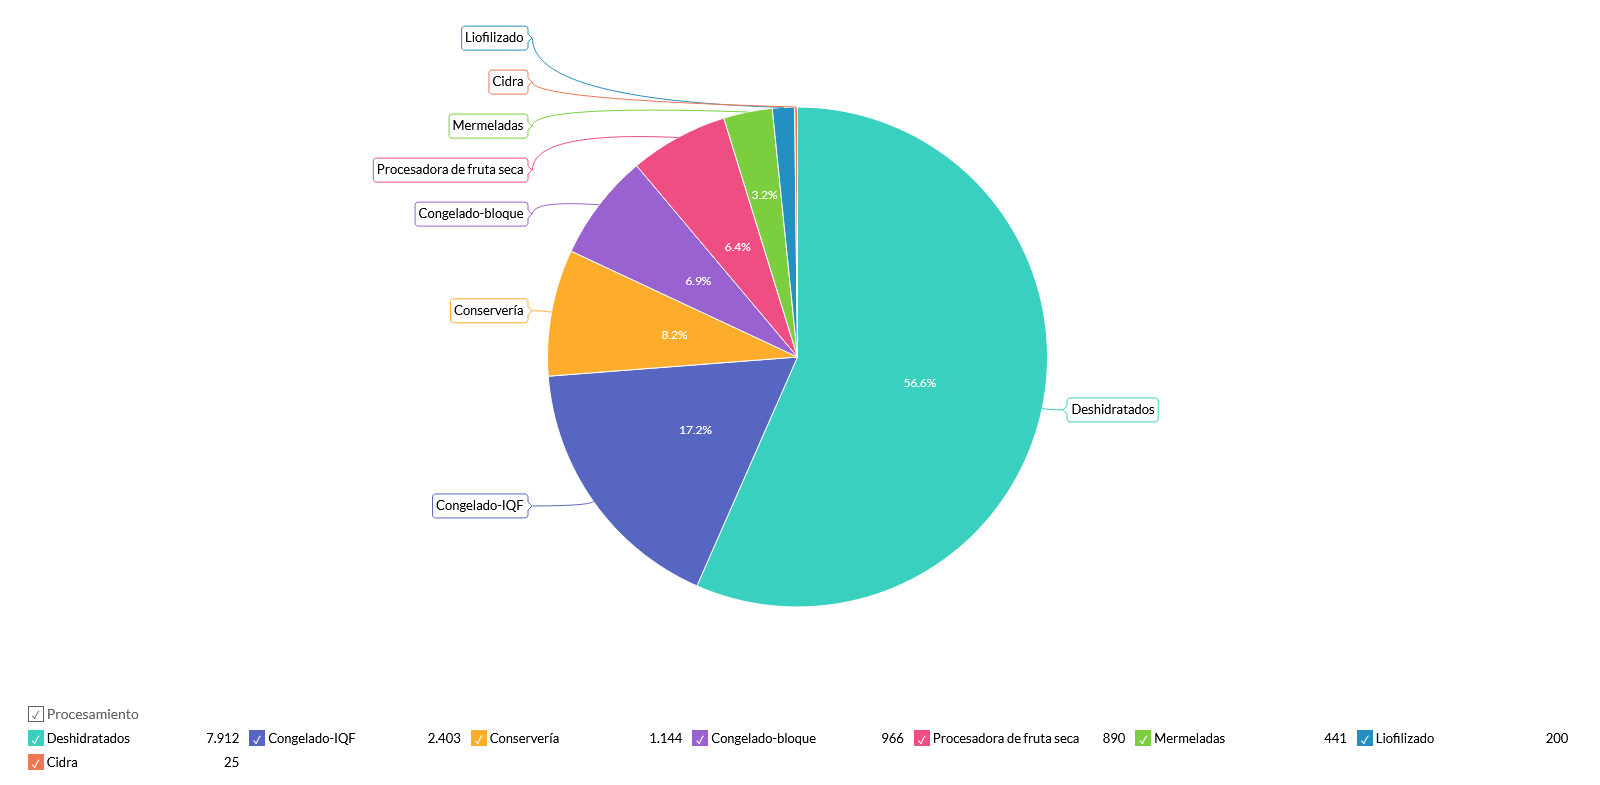 Liofilizado
Cidra
Mermeladas
Procesadora de fruta seca
Congelado-bloque
Conservería
Congelado-IQF
Deshidratados
3.2%
6.4%
6.9%
8.2%
17.2%
56.6%
Procesamiento
Deshidratados 7.912 Congelado-IQF 2.403 Conservería 1.144 Congelado-bloque 966 Procesadora de fruta seca 890 Mermeladas 441 Liofilizado 200
Cidra 25